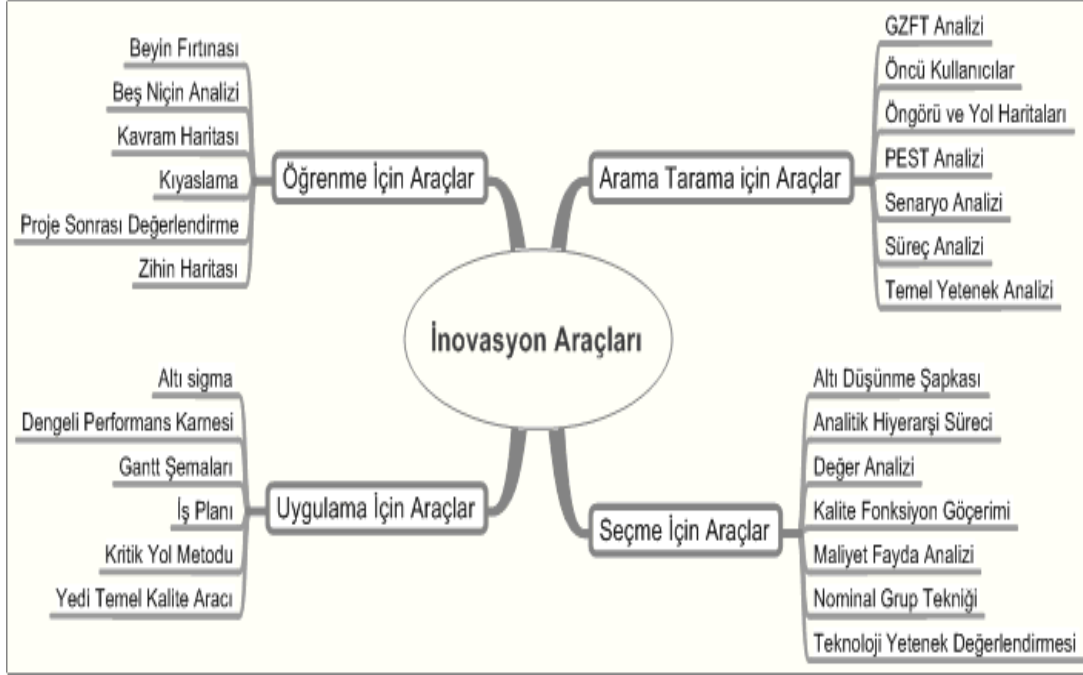 İnovasyon Araçları
Öğrenme İçin Araçlar
Beyin Fırtınası
Beş Niçin Analizi
Kavram Haritası
Kıyaslama
Proje Sonrası Değerlendirme
Zihin Haritası
Arama Tarama için Araçlar
GZFT Analizi
Öncü Kullanıcılar
Öngörü ve Yol Haritaları
PEST Analizi
Senaryo Analizi
Süreç Analizi
Temel Yetenek Analizi
Uygulama İçin Araçlar
Altı sigma
Dengeli Performans Karnesi
Gantt Şemaları
İş Planı
Kritik Yol Metodu
Yedi Temel Kalite Aracı
Seçme İçin Araçlar
Altı Düşünme Şapkası
Analitik Hiyerarşi Süreci
Değer Analizi
Kalite Fonksiyon Göçerimi
Maliyet Fayda Analizi
Nominal Grup Tekniği
Teknoloji Yetenek Değerlendirmesi